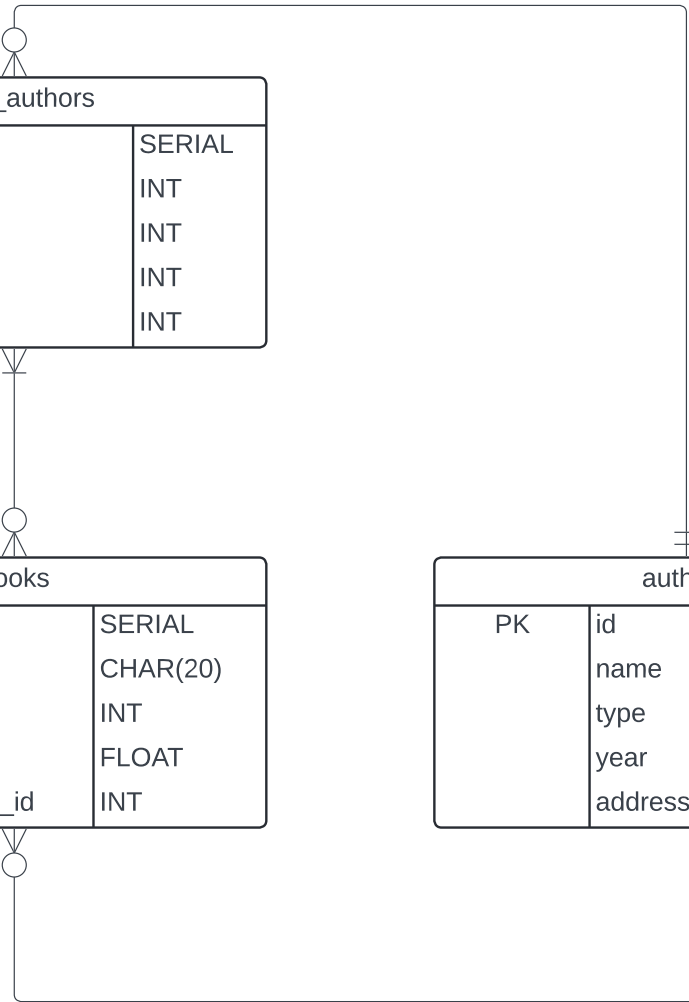 _authors
SERIAL
INT
INT
INT
INT
ooks
SERIAL
CHAR(20)
INT
FLOAT
_id INT
auth
PK id
name
type
year
address